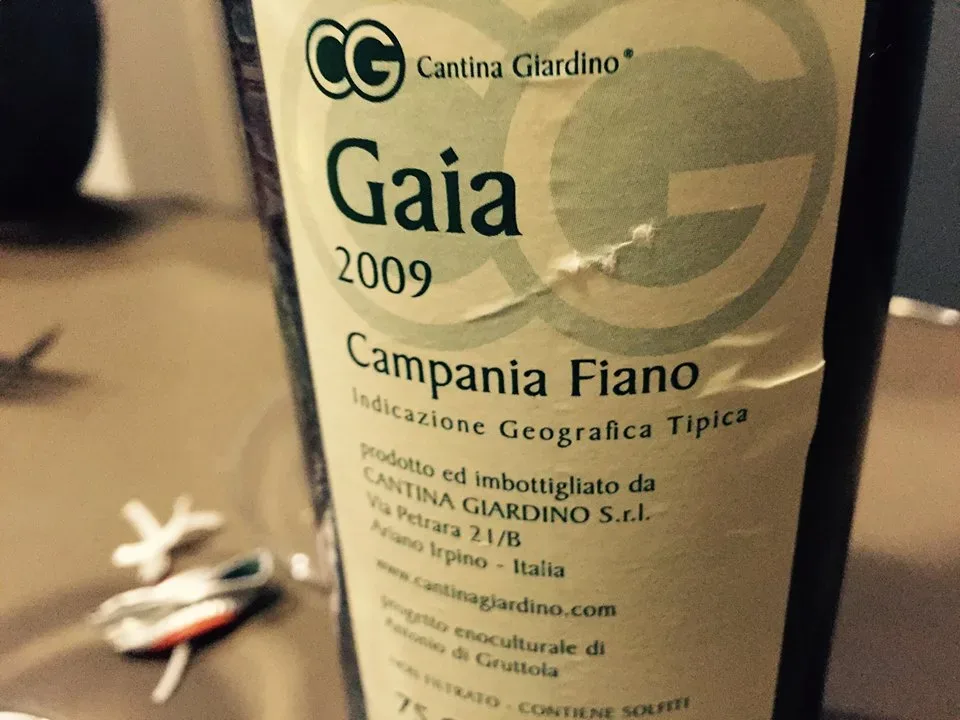 CG Cantina Giardino®
Gaia
2009
Campania Fiano
Indicazione Geografica Tipica
prodotto ed imbottigliato da
CANTINA GIARDINO S.r.l.
Via Petrara 21/B
Ariano Irpino - Italia
www.cantinagiardino.com
progetto enoculturale di
Antonio di Gruttola
NON FILTRATO - CONTIENE SOLFITI
75